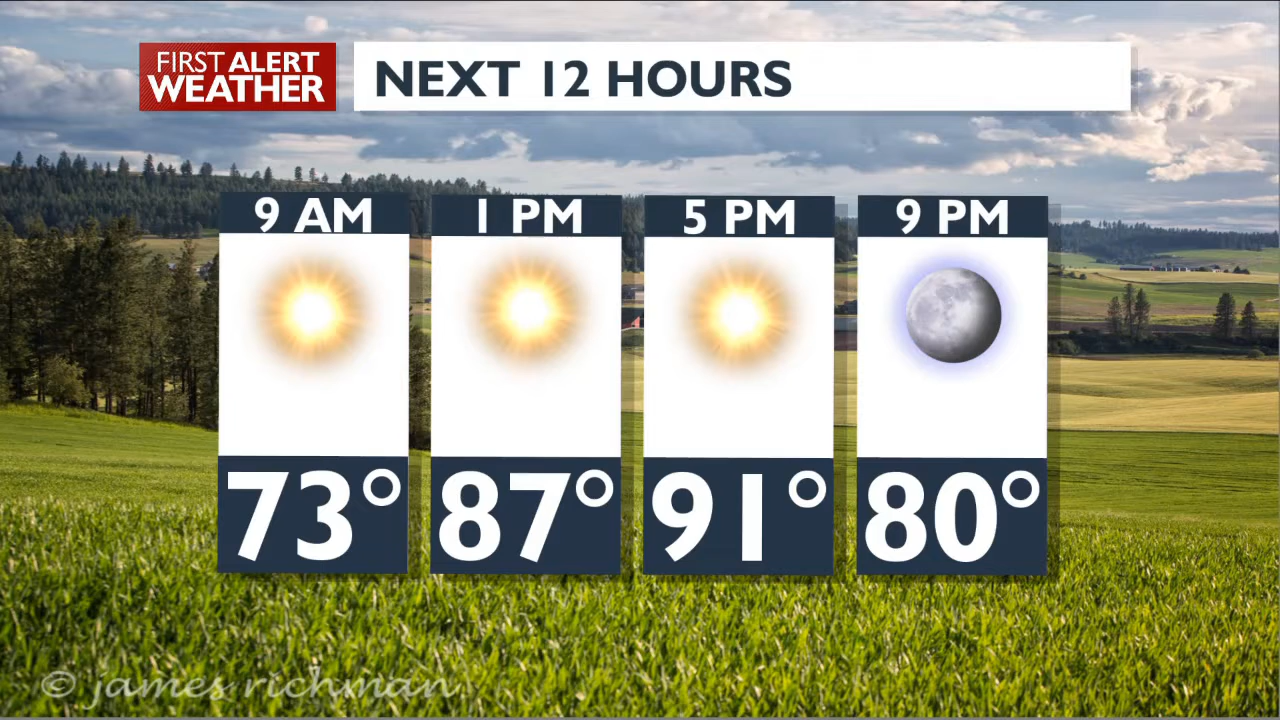 FIRST ALERT
WEATHER
NEXT 12 HOURS
9 AM
1 PM
5 PM
9 PM
73°
87°
91°
80°
© james richman